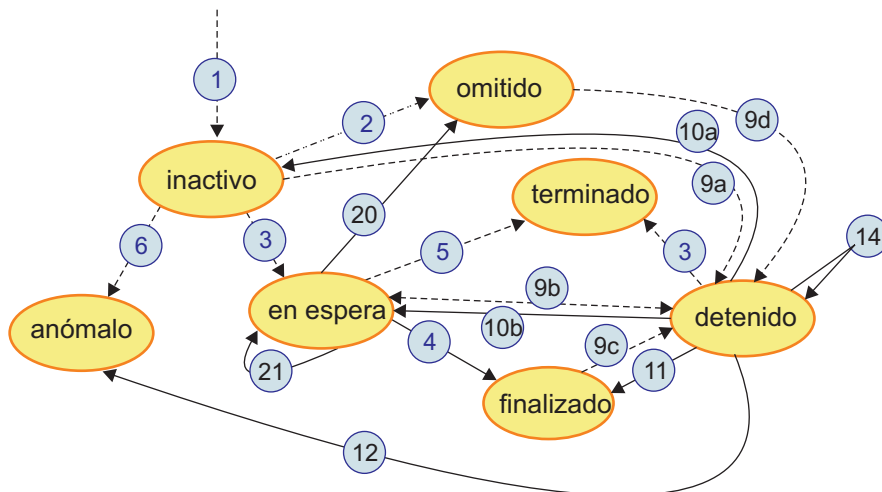 1
omitido
2
9d
10a
inactivo
9a
terminado
20
14
6
3
5
3
en espera
9b
detenido
anómalo
10b
4
9c
21
11
finalizado
12